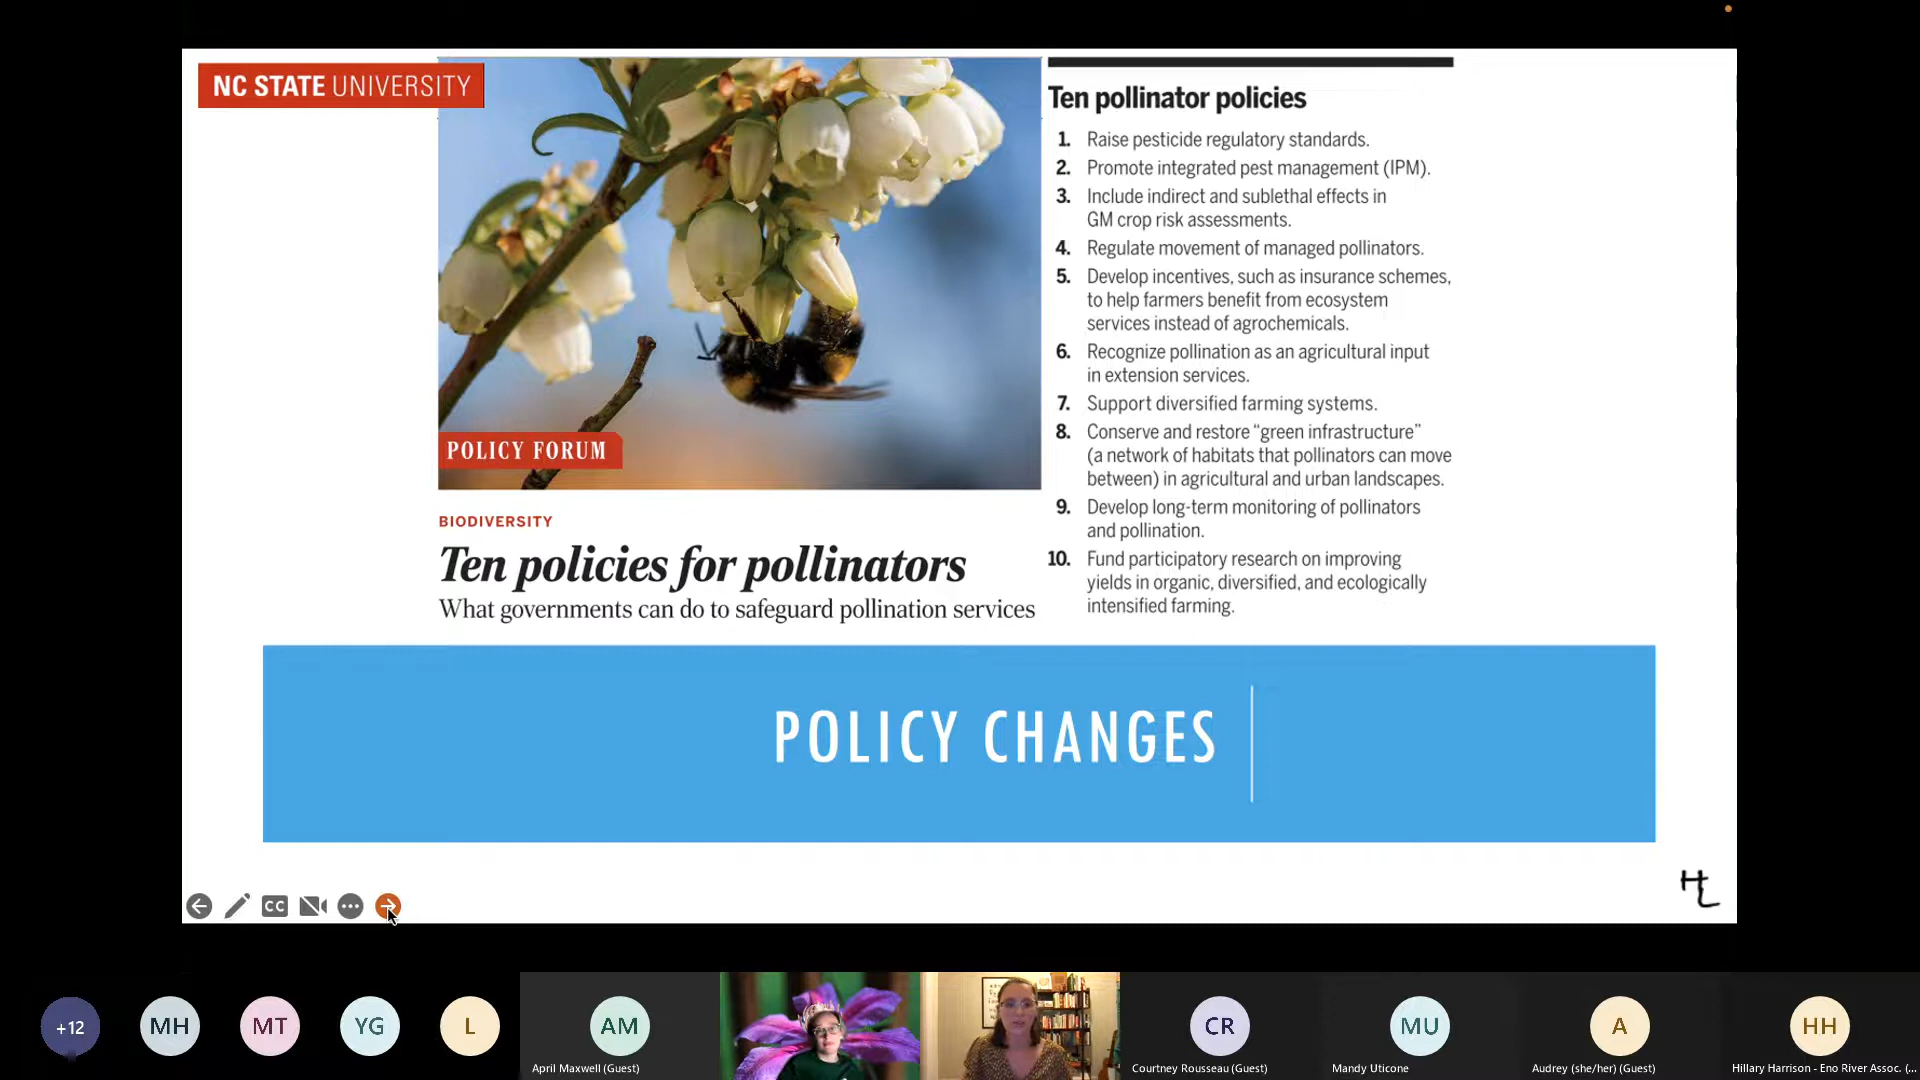 NC STATE UNIVERSITY
POLICY FORUM
BIODIVERSITY
Ten policies for pollinators
What governments can do to safeguard pollination services
Ten pollinator policies
1. Raise pesticide regulatory standards.
2. Promote integrated pest management (IPM).
3. Include indirect and sublethal effects in
GM crop risk assessments.
4. Regulate movement of managed pollinators.
5. Develop incentives, such as insurance schemes,
to help farmers benefit from ecosystem
services instead of agrochemicals.
6. Recognize pollination as an agricultural input
in extension services.
7. Support diversified farming systems.
8. Conserve and restore “green infrastructure”
(a network of habitats that pollinators can move
between) in agricultural and urban landscapes.
9. Develop long-term monitoring of pollinators
and pollination.
10. Fund participatory research on improving
yields in organic, diversified, and ecologically
intensified farming.
POLICY CHANGES
HL
CC
+12
MH
MT
YG
L
AM
April Maxwell (Guest)
CR
Courtney Rousseau (Guest)
MU
Mandy Uticone
A
Audrey (she/her) (Guest)
HH
Hillary Harrison - Eno River Assoc. (...